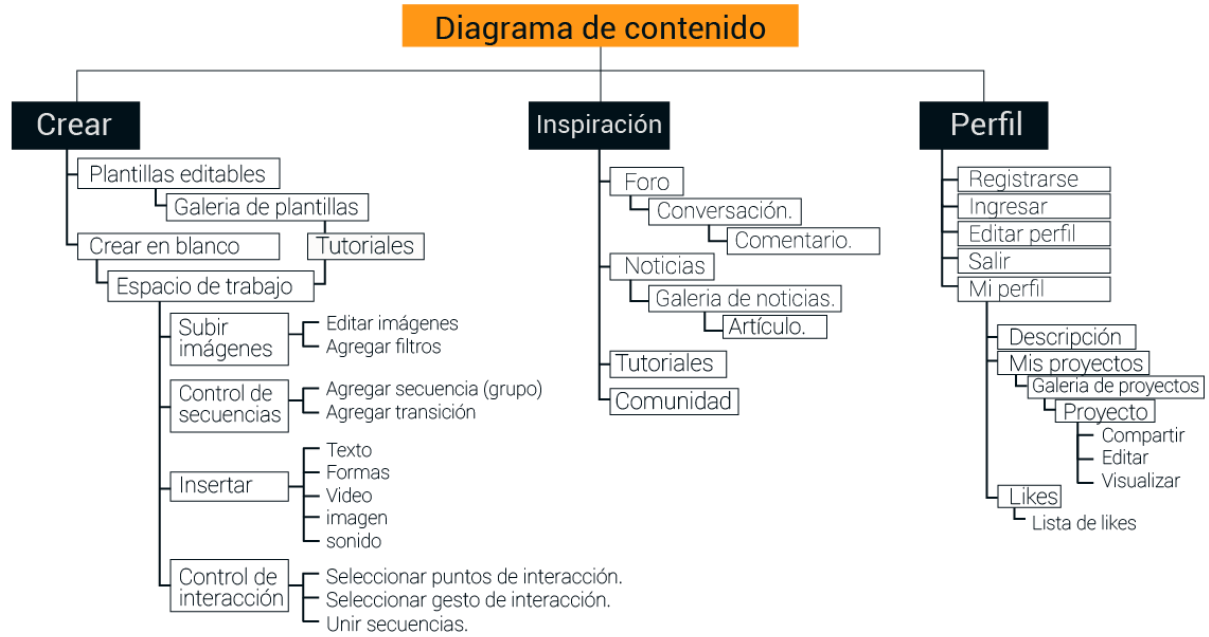 Diagrama de contenido
Crear
Plantillas editables
Galeria de plantillas
Crear en blanco
Tutoriales
Espacio de trabajo
Subir
imágenes
Editar imágenes
Agregar filtros
Control de
secuencias
Agregar secuencia (grupo)
Agregar transición
Insertar
Texto
Formas
Video
imagen
sonido
Control de
interacción
Seleccionar puntos de interacción.
Seleccionar gesto de interacción.
Unir secuencias.
Inspiración
Foro
Conversación.
Comentario.
Noticias
Galeria de noticias.
Artículo.
Tutoriales
Comunidad
Perfil
Registrarse
Ingresar
Editar perfil
Salir
Mi perfil
Descripción
Mis proyectos
Galeria de proyectos
Proyecto
Compartir
Editar
Visualizar
Likes
Lista de likes